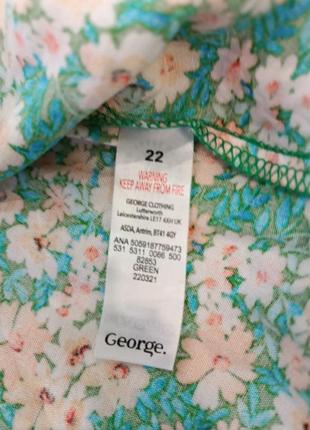 22
WARNING
KEEP AWAY FROM FIRE
GEORGE CLOTHING
Lutterworth
Leicestershire LE17 4XH UK
ASDA, Antrim, BT41 4GY
ANA 5059187759473
531 5311 0066 500
82853
GREEN
220321
George.